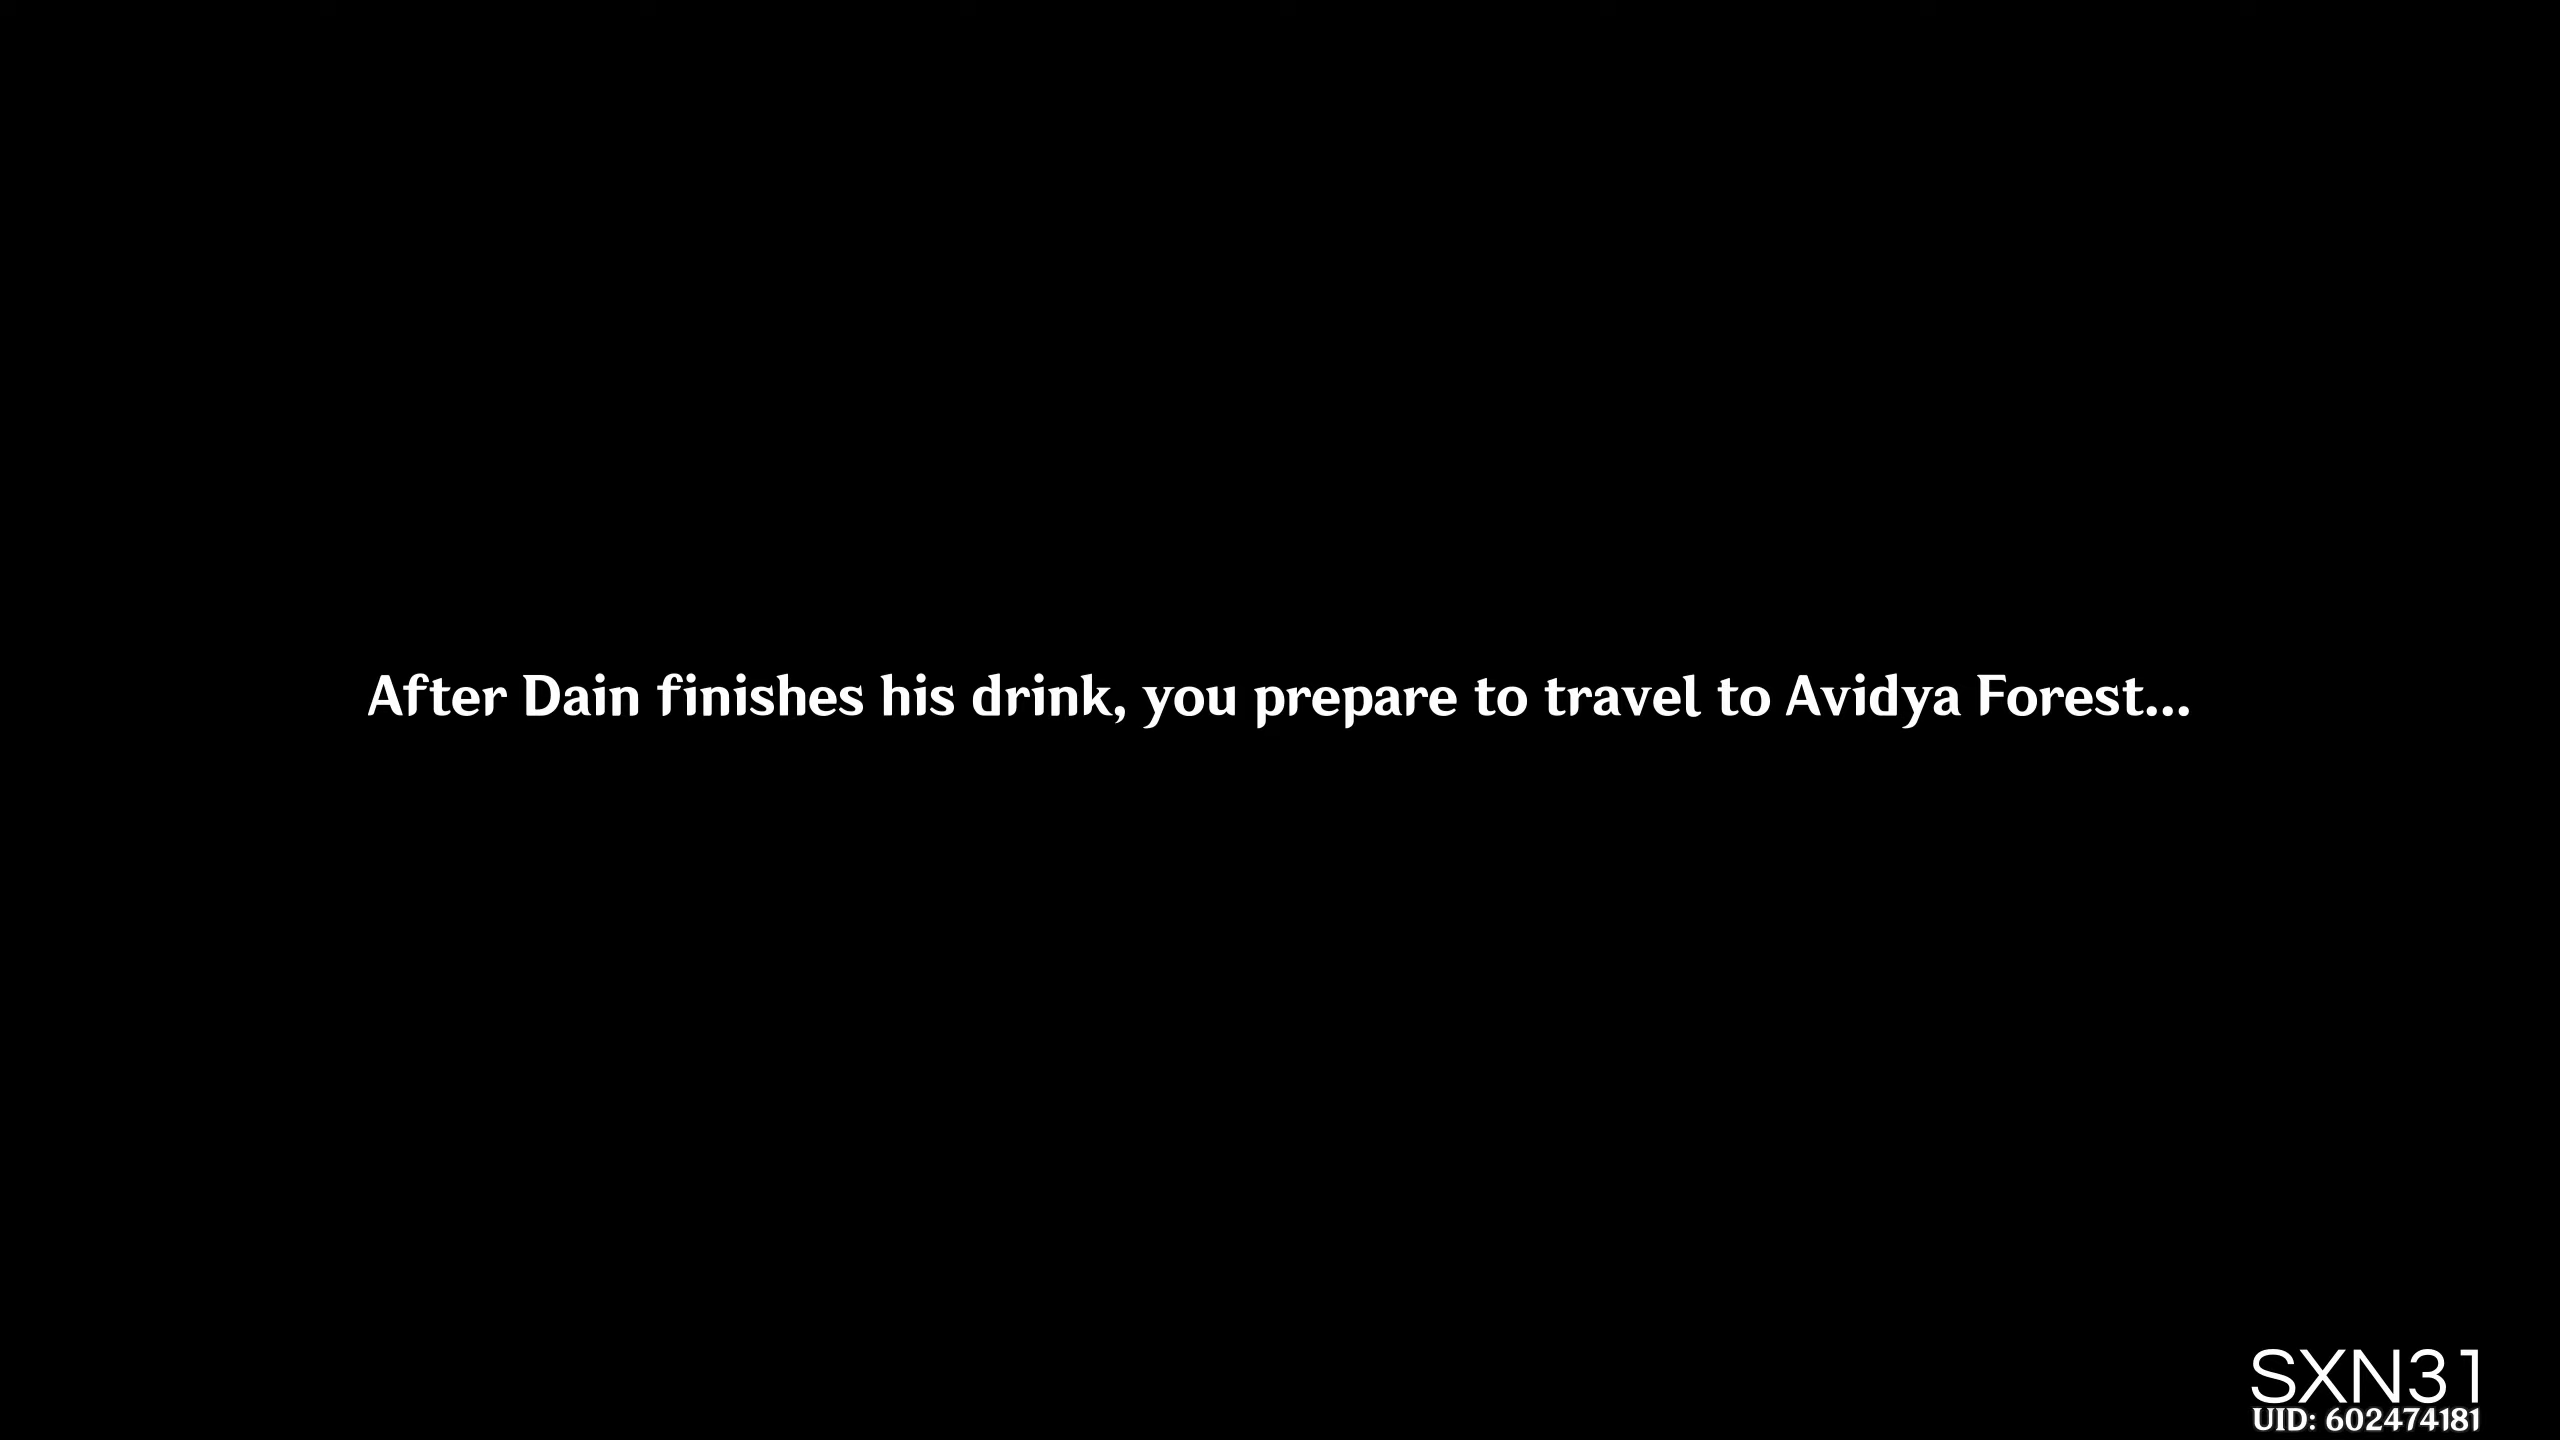 After Dain finishes his drink, you prepare to travel to Avidya Forest...
SXN31
UID: 602474181